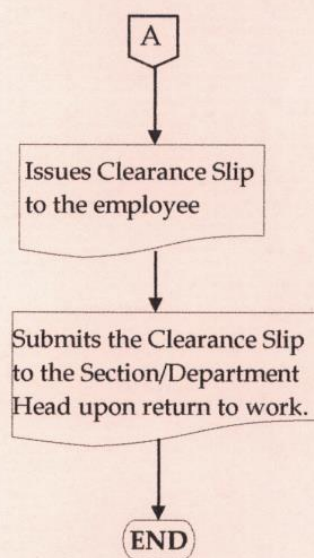 A
Issues Clearance Slip
to the employee
Submits the Clearance Slip
to the Section/Department
Head upon return to work.
END